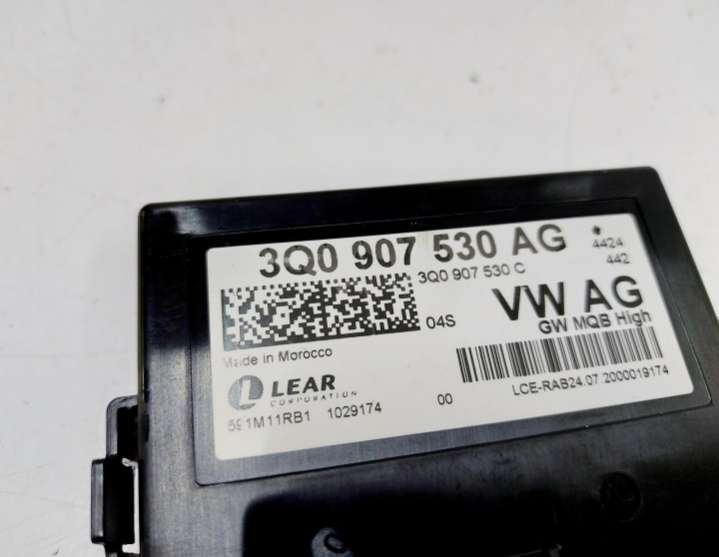 3Q0 907 530 AG * 4424
3Q0 907 530 C 442
04S VW AG
GW MQB High
Made in Morocco
LEAR
CORPORATION
LCE-RAB24.07.2000019174
591M11RB1 1029174 00